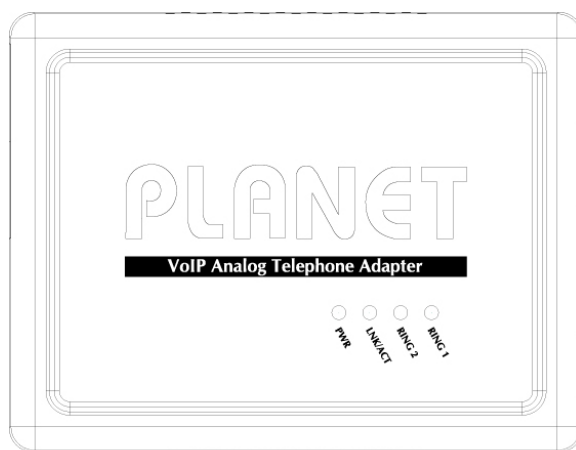 PLANET
VoIP Analog Telephone Adapter
PWR
LNK/ACT
RING 2
RING 1